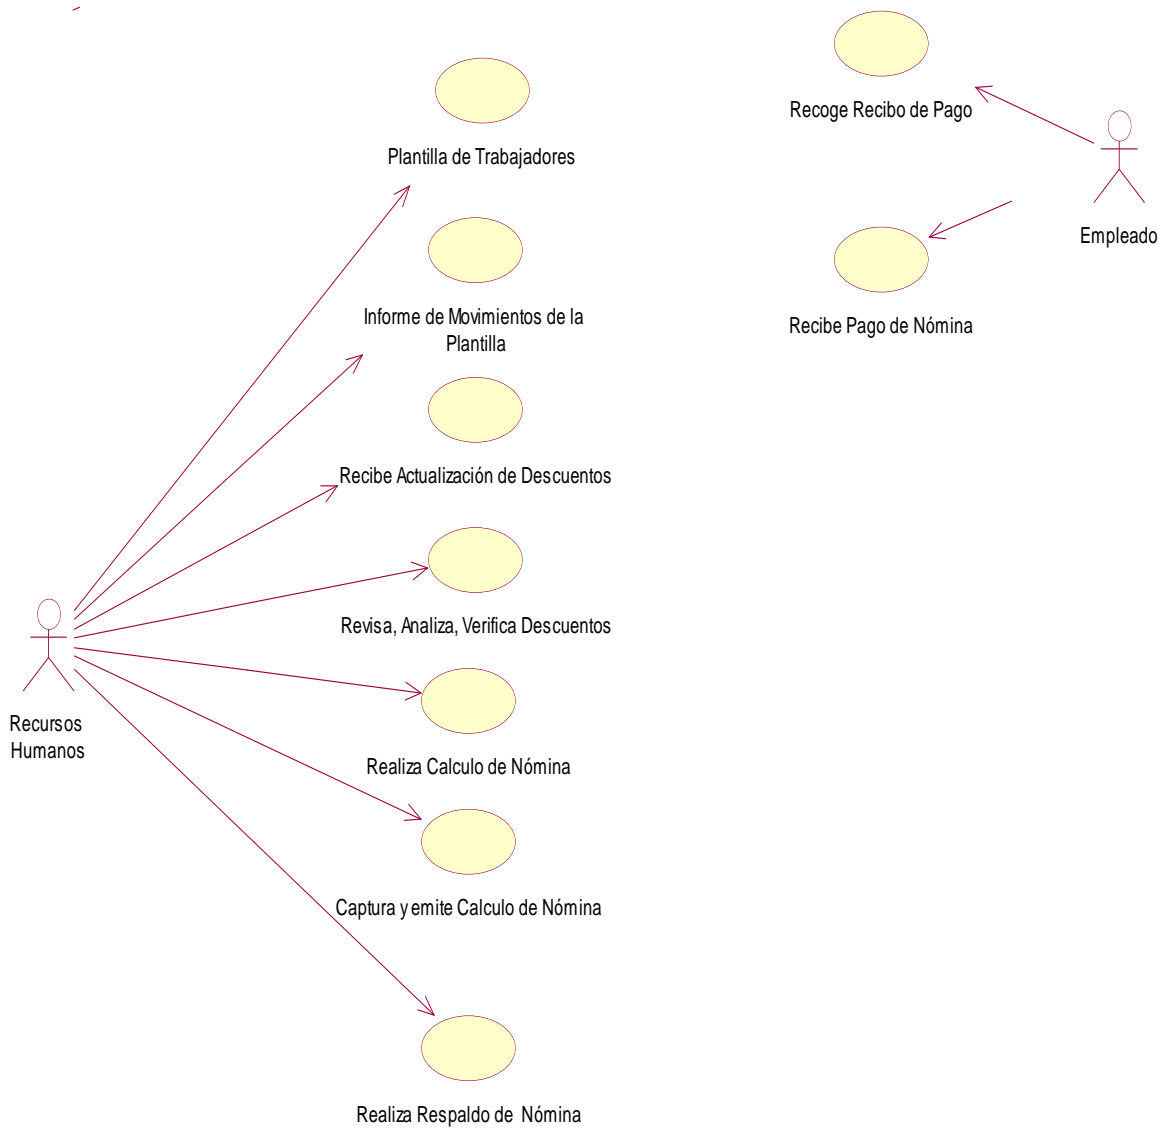 Plantilla de Trabajadores
Informe de Movimientos de la
Plantilla
Recibe Actualización de Descuentos
Revisa, Analiza, Verifica Descuentos
Recursos
Humanos
Realiza Calculo de Nómina
Captura y emite Calculo de Nómina
Realiza Respaldo de Nómina
Recoge Recibo de Pago
Empleado
Recibe Pago de Nómina